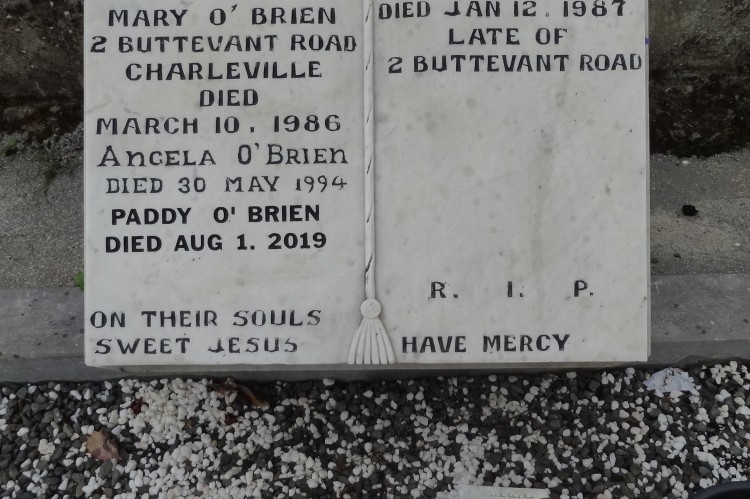 MARY O' BRIEN
2 BUTTEVANT ROAD
CHARLEVILLE
DIED
MARCH 10, 1986
ANGELA O'BRIEN
DIED 30 MAY 1994
PADDY O' BRIEN
DIED AUG 1. 2019
ON THEIR SOULS
SWEET JESUS
DIED JAN 12. 1987
LATE OF
2 BUTTEVANT ROAD
R. I. P.
HAVE MERCY